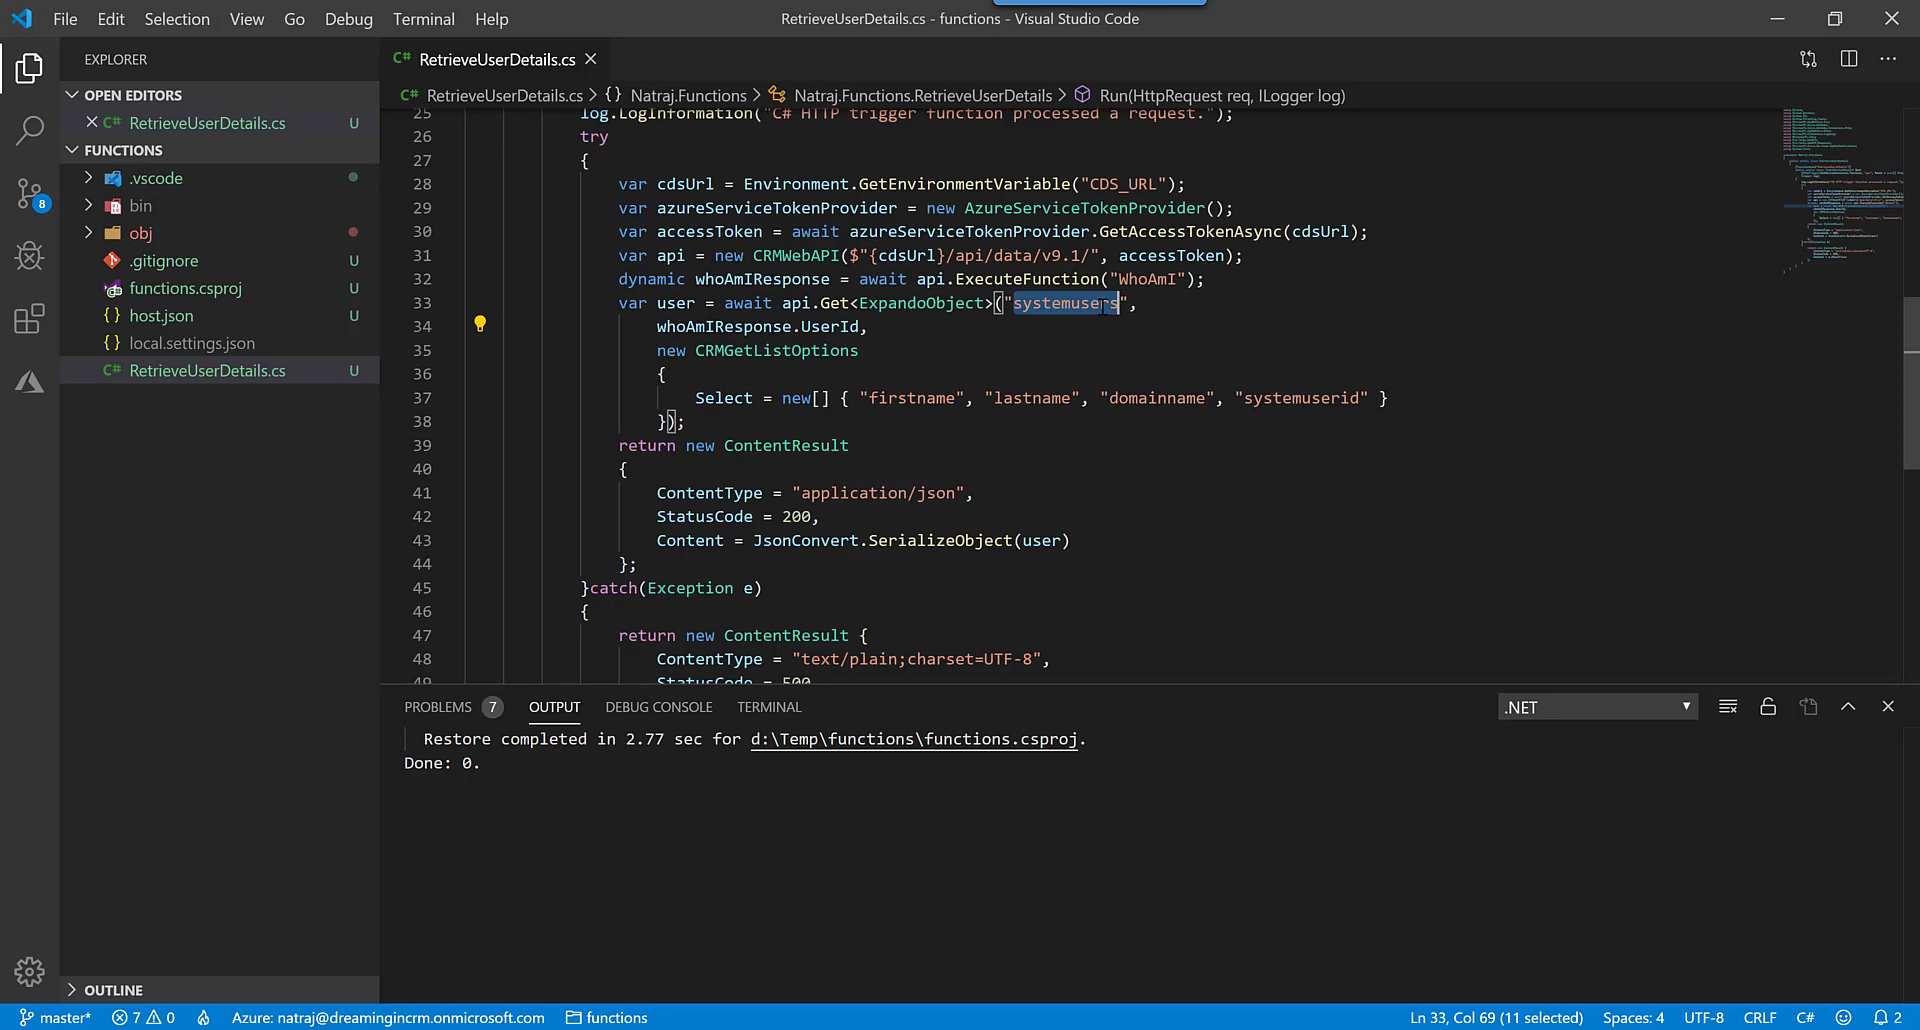 File Edit Selection View Go Debug Terminal Help
RetrieveUserDetails.cs - functions - Visual Studio Code
EXPLORER
OPEN EDITORS
C# RetrieveUserDetails.cs U
FUNCTIONS
.vscode
bin
obj
.gitignore
functions.csproj U
host.json U
local.settings.json
C# RetrieveUserDetails.cs U
OUTLINE
8
C# RetrieveUserDetails.cs
C# RetrieveUserDetails.cs > {} Natraj.Functions > Natraj.Functions.RetrieveUserDetails > Run(HttpRequest req, ILogger log)
25 log.LogInformation("C# HTTP trigger function processed a request.");
26 try
27 {
28 var cdsUrl = Environment.GetEnvironmentVariable("CDS_URL");
29 var azureServiceTokenProvider = new AzureServiceTokenProvider();
30 var accessToken = await azureServiceTokenProvider.GetAccessTokenAsync(cdsUrl);
31 var api = new CRMWebAPI($"{cdsUrl}/api/data/v9.1/", accessToken);
32 dynamic whoAmIResponse = await api.ExecuteFunction("WhoAmI");
33 var user = await api.Get<ExpandoObject>("systemusers",
34 whoAmIResponse.UserId,
35 new CRMGetListOptions
36 {
37 Select = new[] { "firstname", "lastname", "domainname", "systemuserid" }
38 });
39 return new ContentResult
40 {
41 ContentType = "application/json",
42 StatusCode = 200,
43 Content = JsonConvert.SerializeObject(user)
44 };
45 }catch(Exception e)
46 {
47 return new ContentResult {
48 ContentType = "text/plain;charset=UTF-8",
49 StatusCode = 500
PROBLEMS 7 OUTPUT DEBUG CONSOLE TERMINAL .NET
Restore completed in 2.77 sec for d:\Temp\functions\functions.csproj.
Done: 0.
master* 7 0 Azure: natraj@dreamingincrm.onmicrosoft.com functions Ln 33, Col 69 (11 selected) Spaces: 4 UTF-8 CRLF C# 2